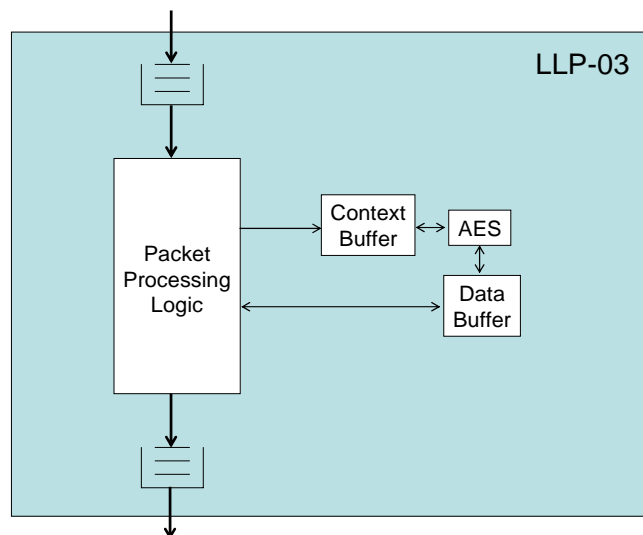 LLP-03
Packet
Processing
Logic
Context
Buffer
AES
Data
Buffer